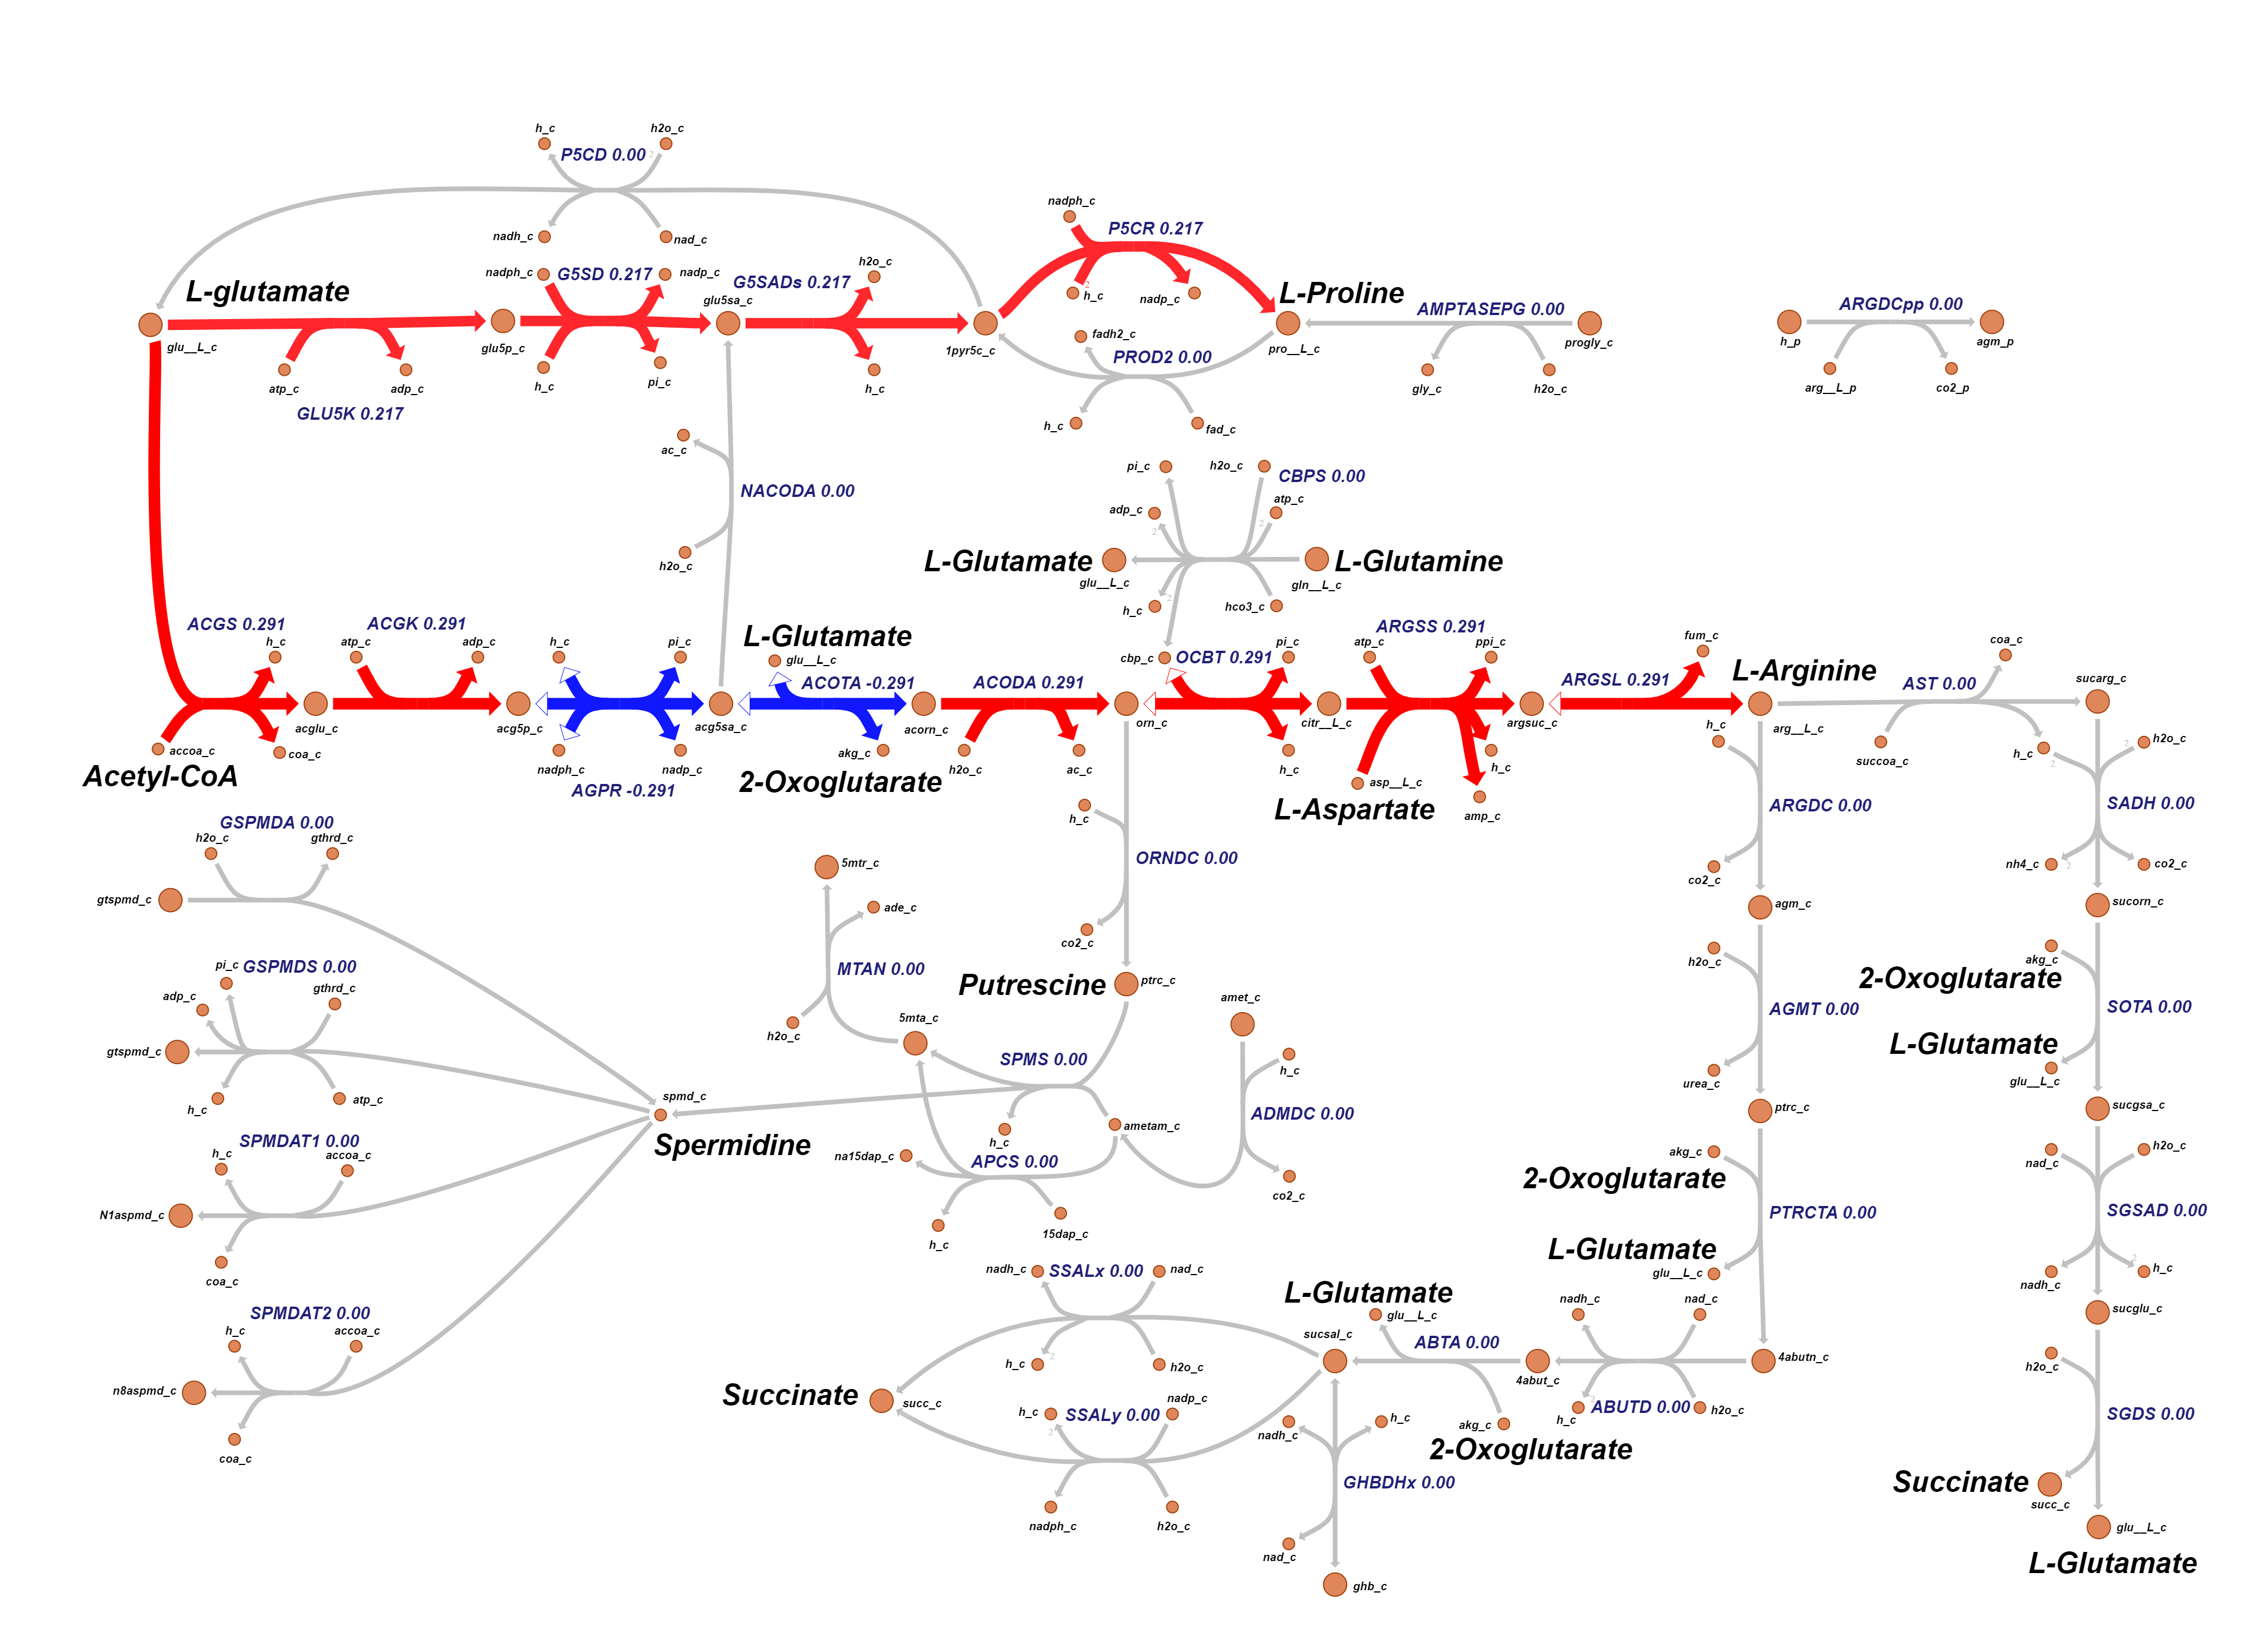 h_c
h2o_c
P5CD 0.00
2
nadh_c
nad_c
nadph_c
P5CR 0.217
2
h_c
nadp_c
L-glutamate
glu__L_c
atp_c
adp_c
GLU5K 0.217
glu5p_c
nadph_c
G5SD 0.217
nadp_c
h_c
pi_c
glu5sa_c
G5SADs 0.217
h2o_c
h_c
1pyr5c_c
L-Proline
pro__L_c
fadh2_c
PROD2 0.00
h_c
fad_c
AMPTASEPG 0.00
progly_c
gly_c
h2o_c
ARGDCpp 0.00
h_p
agm_p
arg__L_p
co2_p
ac_c
NACODA 0.00
h2o_c
pi_c
h2o_c
CBPS 0.00
adp_c
2
2
atp_c
L-Glutamate
glu__L_c
L-Glutamine
gln__L_c
h_c
2
hco3_c
cbp_c
ACGS 0.291
h_c
accoa_c
Acetyl-CoA
coa_c
acglu_c
ACGK 0.291
atp_c
adp_c
acg5p_c
h_c
pi_c
nadph_c
nadp_c
AGPR -0.291
acg5sa_c
L-Glutamate
glu__L_c
ACOTA -0.291
akg_c
2-Oxoglutarate
acorn_c
ACODA 0.291
h2o_c
ac_c
orn_c
OCBT 0.291
pi_c
h_c
citr__L_c
ARGSS 0.291
atp_c
ppi_c
asp__L_c
L-Aspartate
h_c
amp_c
argsuc_c
ARGSL 0.291
fum_c
L-Arginine
arg__L_c
AST 0.00
coa_c
succoa_c
h_c
2
sucarg_c
h_c
ARGDC 0.00
co2_c
agm_c
h2o_c
2
SADH 0.00
nh4_c
2
co2_c
sucorn_c
GSPMDA 0.00
h2o_c
gthrd_c
gtspmd_c
GSPMDS 0.00
pi_c
adp_c
gthrd_c
gtspmd_c
h_c
atp_c
SPMDAT1 0.00
h_c
accoa_c
N1aspmd_c
coa_c
SPMDAT2 0.00
h_c
accoa_c
n8aspmd_c
coa_c
spmd_c
Spermidine
5mtr_c
ade_c
MTAN 0.00
h2o_c
5mta_c
h_c
ORNDC 0.00
co2_c
Putrescine
ptrc_c
SPMS 0.00
h_c
ametam_c
amet_c
h_c
ADMDC 0.00
co2_c
na15dap_c
APCS 0.00
h_c
15dap_c
h2o_c
AGMT 0.00
urea_c
ptrc_c
akg_c
2-Oxoglutarate
PTRCTA 0.00
L-Glutamate
glu__L_c
4abutn_c
akg_c
2-Oxoglutarate
SOTA 0.00
L-Glutamate
glu__L_c
sucgsa_c
nad_c
h2o_c
SGSAD 0.00
nadh_c
2
h_c
sucglu_c
h2o_c
SGDS 0.00
Succinate
succ_c
glu__L_c
L-Glutamate
nadh_c
SSALx 0.00
nad_c
h_c
2
h2o_c
Succinate
succ_c
h_c
2
SSALy 0.00
nadp_c
nadph_c
h2o_c
L-Glutamate
glu__L_c
sucsal_c
ABTA 0.00
4abut_c
akg_c
2-Oxoglutarate
nadh_c
nad_c
h_c
2
ABUTD 0.00
h2o_c
nadh_c
h_c
GHBDHx 0.00
nad_c
ghb_c